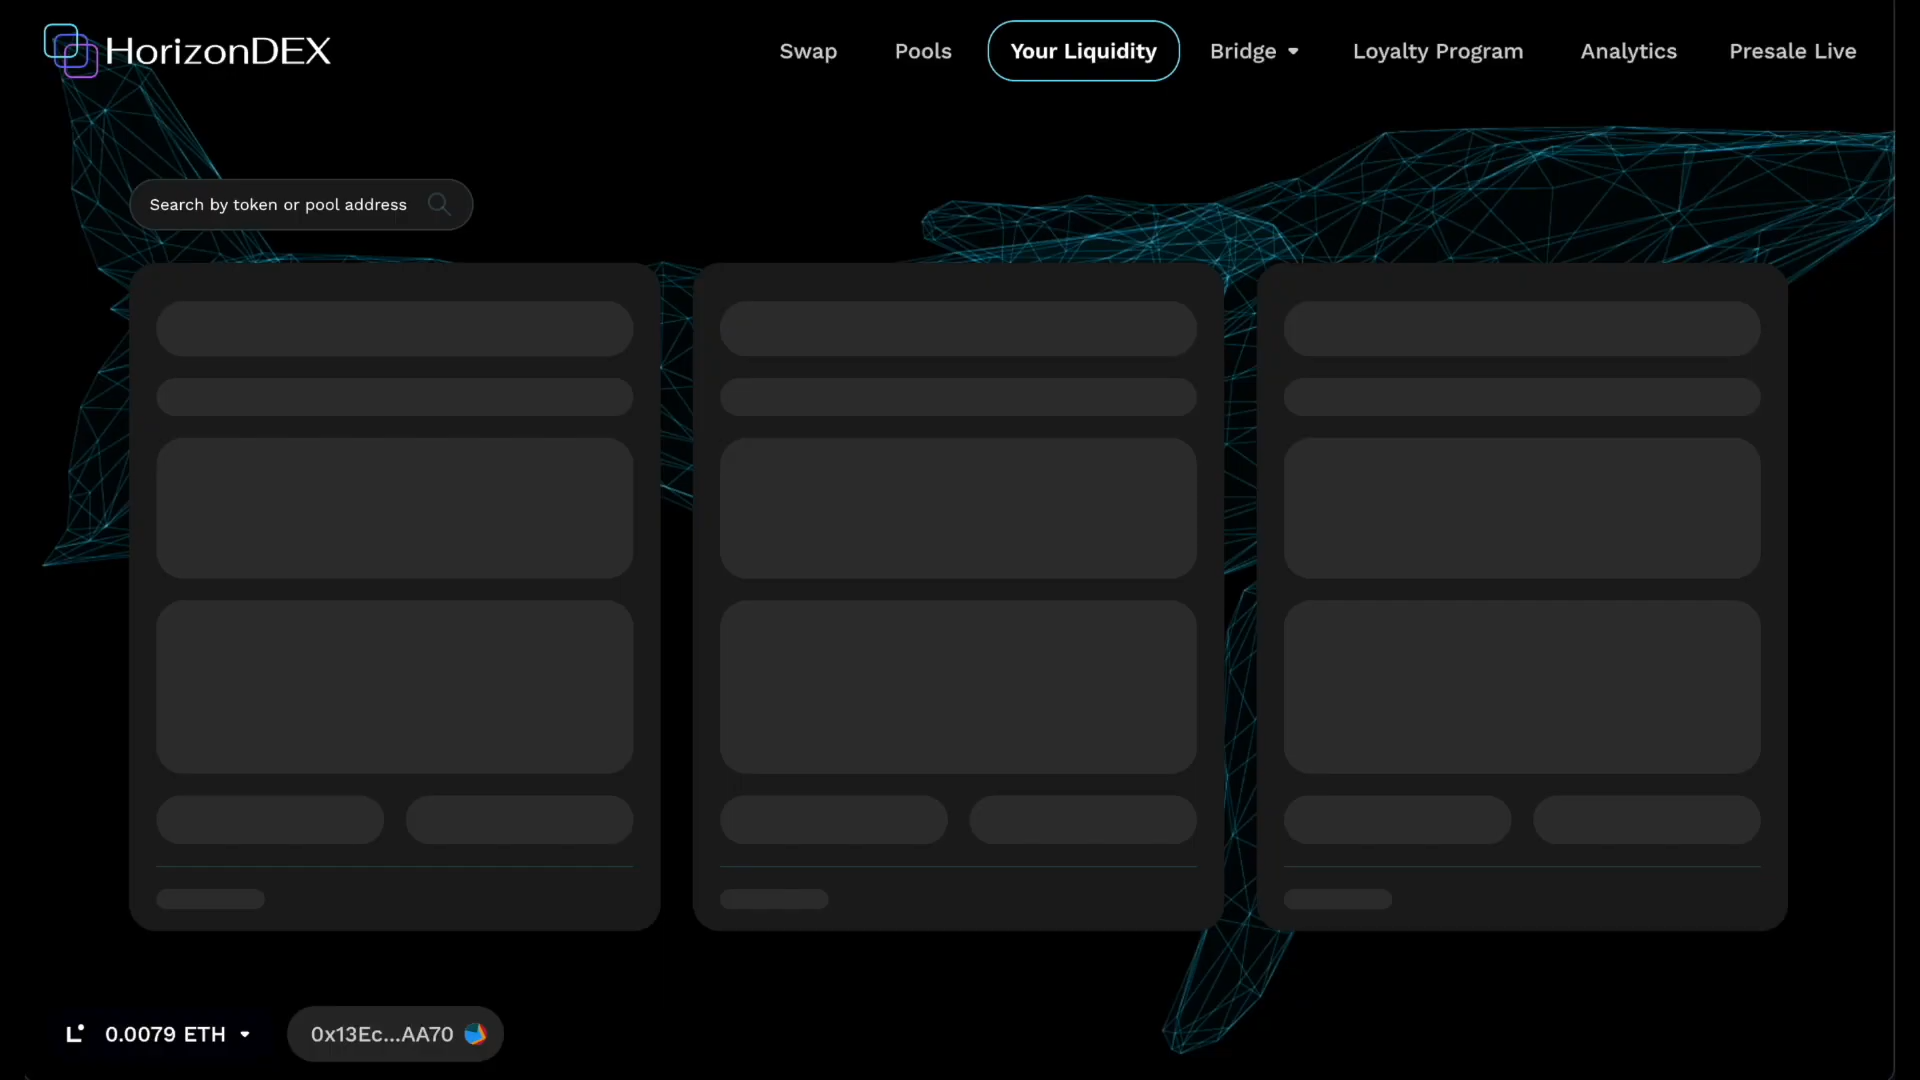 HorizonDEX
Swap
Pools
Your Liquidity
Bridge
Loyalty Program
Analytics
Presale Live
Search by token or pool address
0.0079 ETH
0x13Ec...AA70